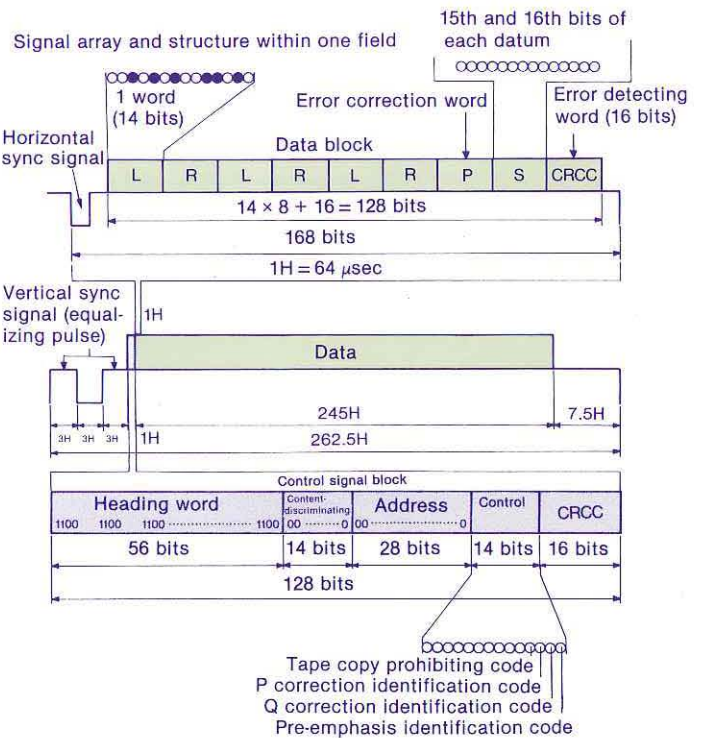 Signal array and structure within one field
15th and 16th bits of
each datum
1 word
(14 bits)
Error correction word
Error detecting
word (16 bits)
Horizontal
sync signal
Data block
L R L R L R P S CRCC
14 × 8 + 16 = 128 bits
168 bits
1H = 64 μsec
Vertical sync
signal (equal-
izing pulse)
1H
Data
245H
7.5H
3H 3H 3H 1H
262.5H
Control signal block
Heading word
1100 1100 1100 ..................... 1100
Content-
discriminating
00 ......... 0
Address
00 ..................... 0
Control
CRCC
56 bits 14 bits 28 bits 14 bits 16 bits
128 bits
Tape copy prohibiting code
P correction identification code
Q correction identification code
Pre-emphasis identification code